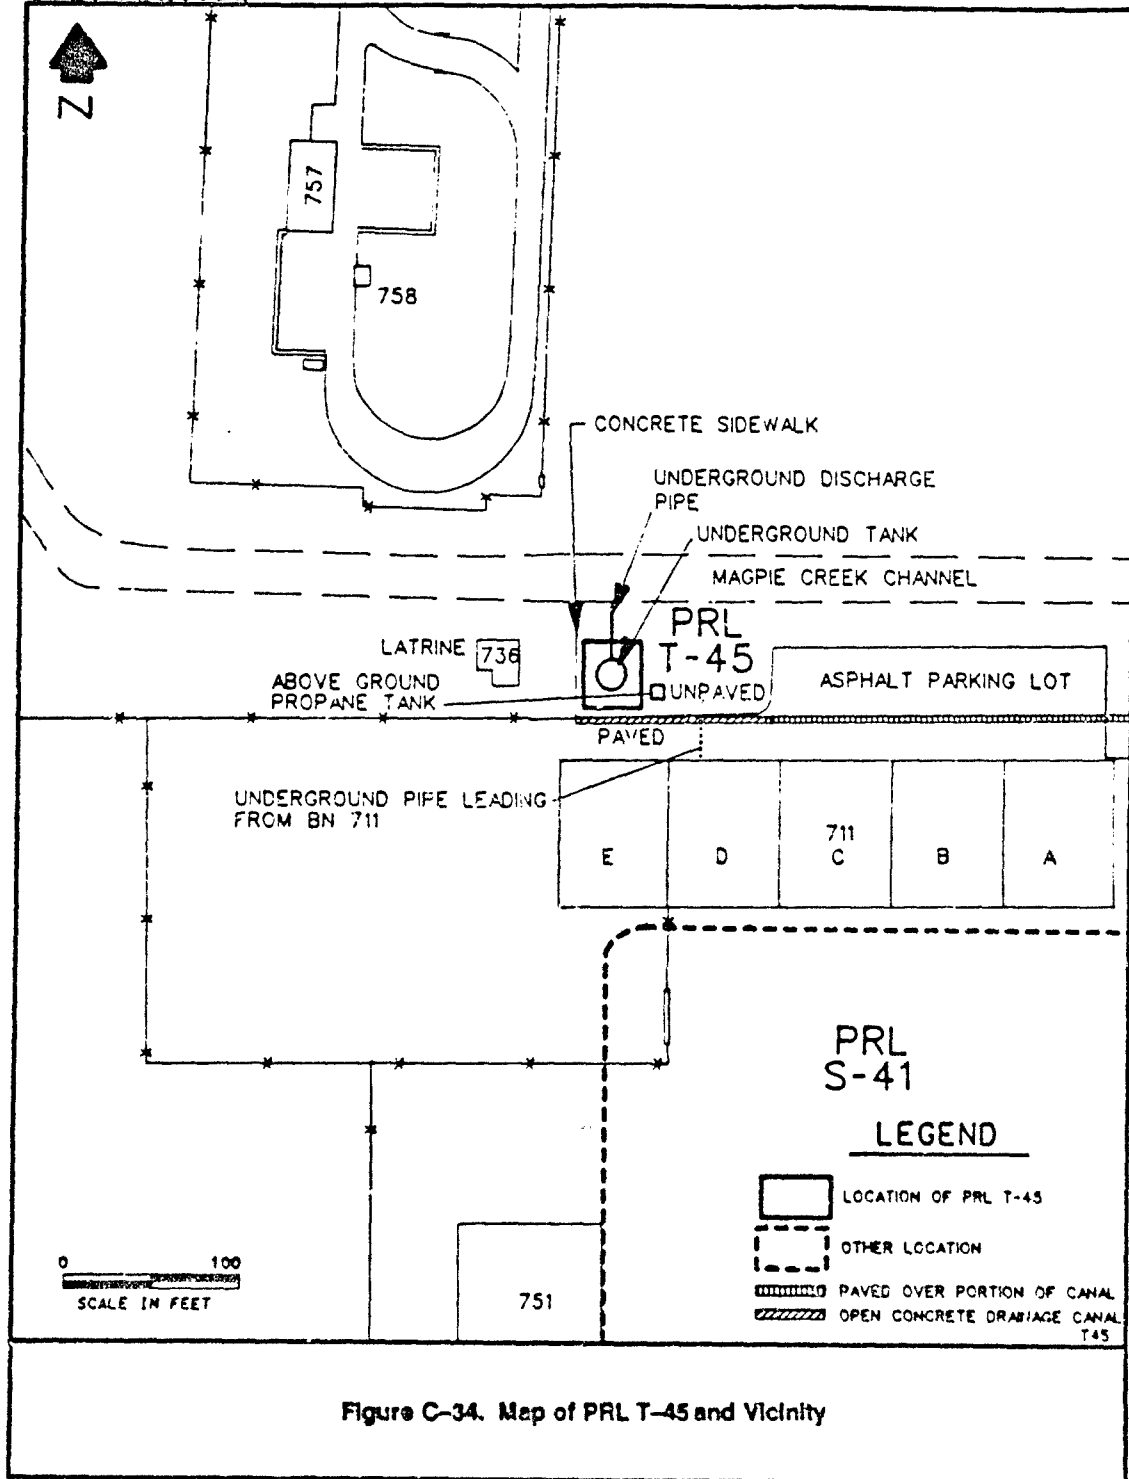 N
757
758
CONCRETE SIDEWALK
UNDERGROUND DISCHARGE
PIPE
UNDERGROUND TANK
MAGPIE CREEK CHANNEL
PRL
T-45
LATRINE
736
ABOVE GROUND
PROPANE TANK
UNPAVED
ASPHALT PARKING LOT
PAVED
UNDERGROUND PIPE LEADING
FROM BN 711
711
E
D
C
B
A
PRL
S-41
LEGEND
LOCATION OF PRL T-45
OTHER LOCATION
PAVED OVER PORTION OF CANAL
OPEN CONCRETE DRAINAGE CANAL
T45
0 100
SCALE IN FEET
751
Figure C-34. Map of PRL T-45 and Vicinity